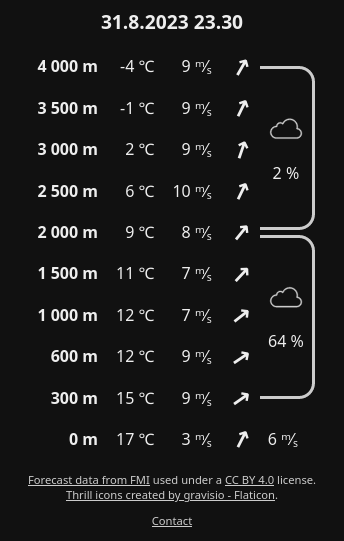 31.8.2023 23.30
4 000 m -4 °C 9 m/s
3 500 m -1 °C 9 m/s
3 000 m 2 °C 9 m/s
2 %
2 500 m 6 °C 10 m/s
2 000 m 9 °C 8 m/s
1 500 m 11 °C 7 m/s
1 000 m 12 °C 7 m/s
64 %
600 m 12 °C 9 m/s
300 m 15 °C 9 m/s
0 m 17 °C 3 m/s 6 m/s
Forecast data from FMI used under a CC BY 4.0 license.
Thrill icons created by gravisio - Flaticon.
Contact